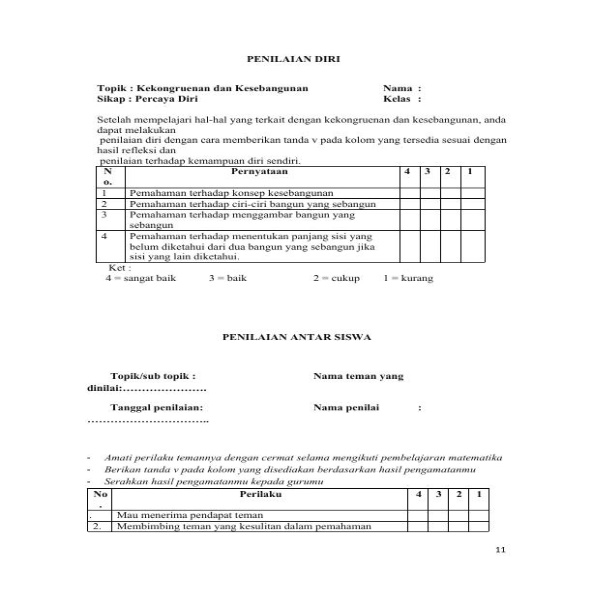 PENILAIAN DIRI
Topik : Kekongruenan dan Kesebangunan Nama :
Sikap : Percaya Diri Kelas :
Setelah mempelajari hal-hal yang terkait dengan kekongruenan dan kesebangunan, anda
dapat melakukan
penilaian diri dengan cara memberikan tanda v pada kolom yang tersedia sesuai dengan
hasil refleksi dan
penilaian terhadap kemampuan diri sendiri.
N Pernyataan 4 3 2 1
o.
1 Pemahaman terhadap konsep kesebangunan
2 Pemahaman terhadap ciri-ciri bangun yang sebangun
3 Pemahaman terhadap menggambar bangun yang
sebangun
4 Pemahaman terhadap menentukan panjang sisi yang
belum diketahui dari dua bangun yang sebangun jika
sisi yang lain diketahui.
Ket :
4 = sangat baik 3 = baik 2 = cukup 1 = kurang
PENILAIAN ANTAR SISWA
Topik/sub topik : Nama teman yang
dinilai:………………….
Tanggal penilaian: Nama penilai :
…………………………..
- Amati perilaku temannya dengan cermat selama mengikuti pembelajaran matematika
- Berikan tanda v pada kolom yang disediakan berdasarkan hasil pengamatanmu
- Serahkan hasil pengamatanmu kepada gurumu
No Perilaku 4 3 2 1
.
. Mau menerima pendapat teman
2. Membimbing teman yang kesulitan dalam pemahaman
11